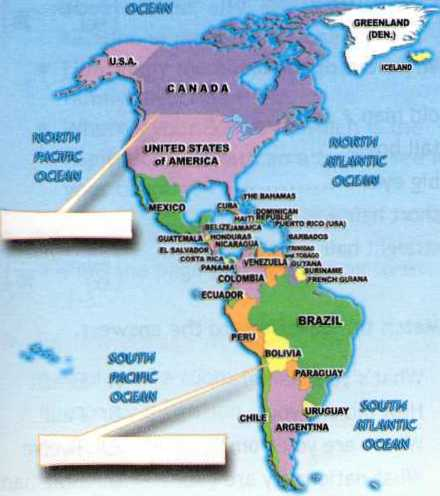 OCEAN
GREENLAND
(DEN.)
ICELAND
U.S.A.
CANADA
NORTH
PACIFIC
OCEAN
UNITED STATES
of AMERICA
NORTH
ATLANTIC
OCEAN
MEXICO
THE BAHAMAS
CUBA
DOMINICAN
REPUBLIC
HAITI
PUERTO RICO (USA)
BELIZE
JAMAICA
GUATEMALA
HONDURAS
BARBADOS
EL SALVADOR
NICARAGUA
TRINIDAD
and TOBAGO
COSTA RICA
PANAMA
VENEZUELA
GUYANA
SURINAME
FRENCH GUIANA
COLOMBIA
ECUADOR
BRAZIL
PERU
BOLIVIA
SOUTH
PACIFIC
OCEAN
PARAGUAY
CHILE
URUGUAY
ARGENTINA
SOUTH
ATLANTIC
OCEAN